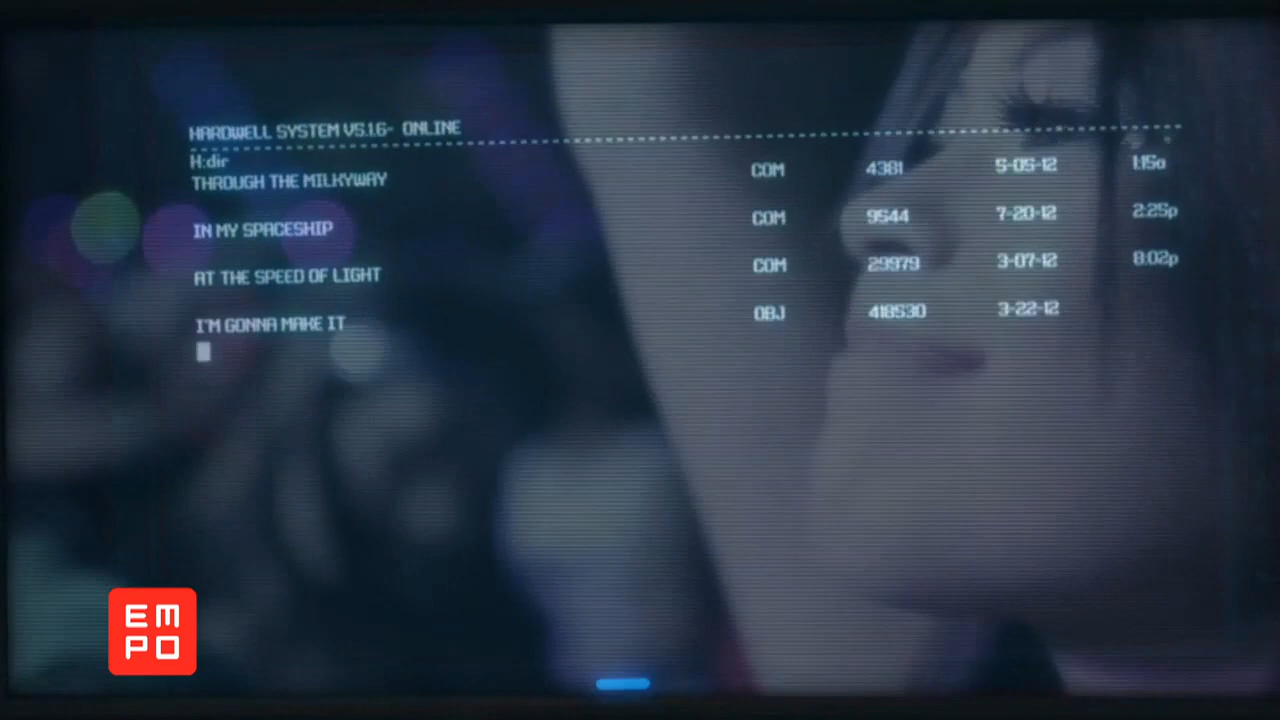 HARDWELL SYSTEM V5.1.6- ONLINE
H:dir
THROUGH THE MILKYWAY COM 4381 5-05-12 1:15a
IN MY SPACESHIP COM 9544 7-20-12 2:25p
AT THE SPEED OF LIGHT COM 29979 3-07-12 8:02p
I'M GONNA MAKE IT OBJ 418530 3-22-12
EM
PO